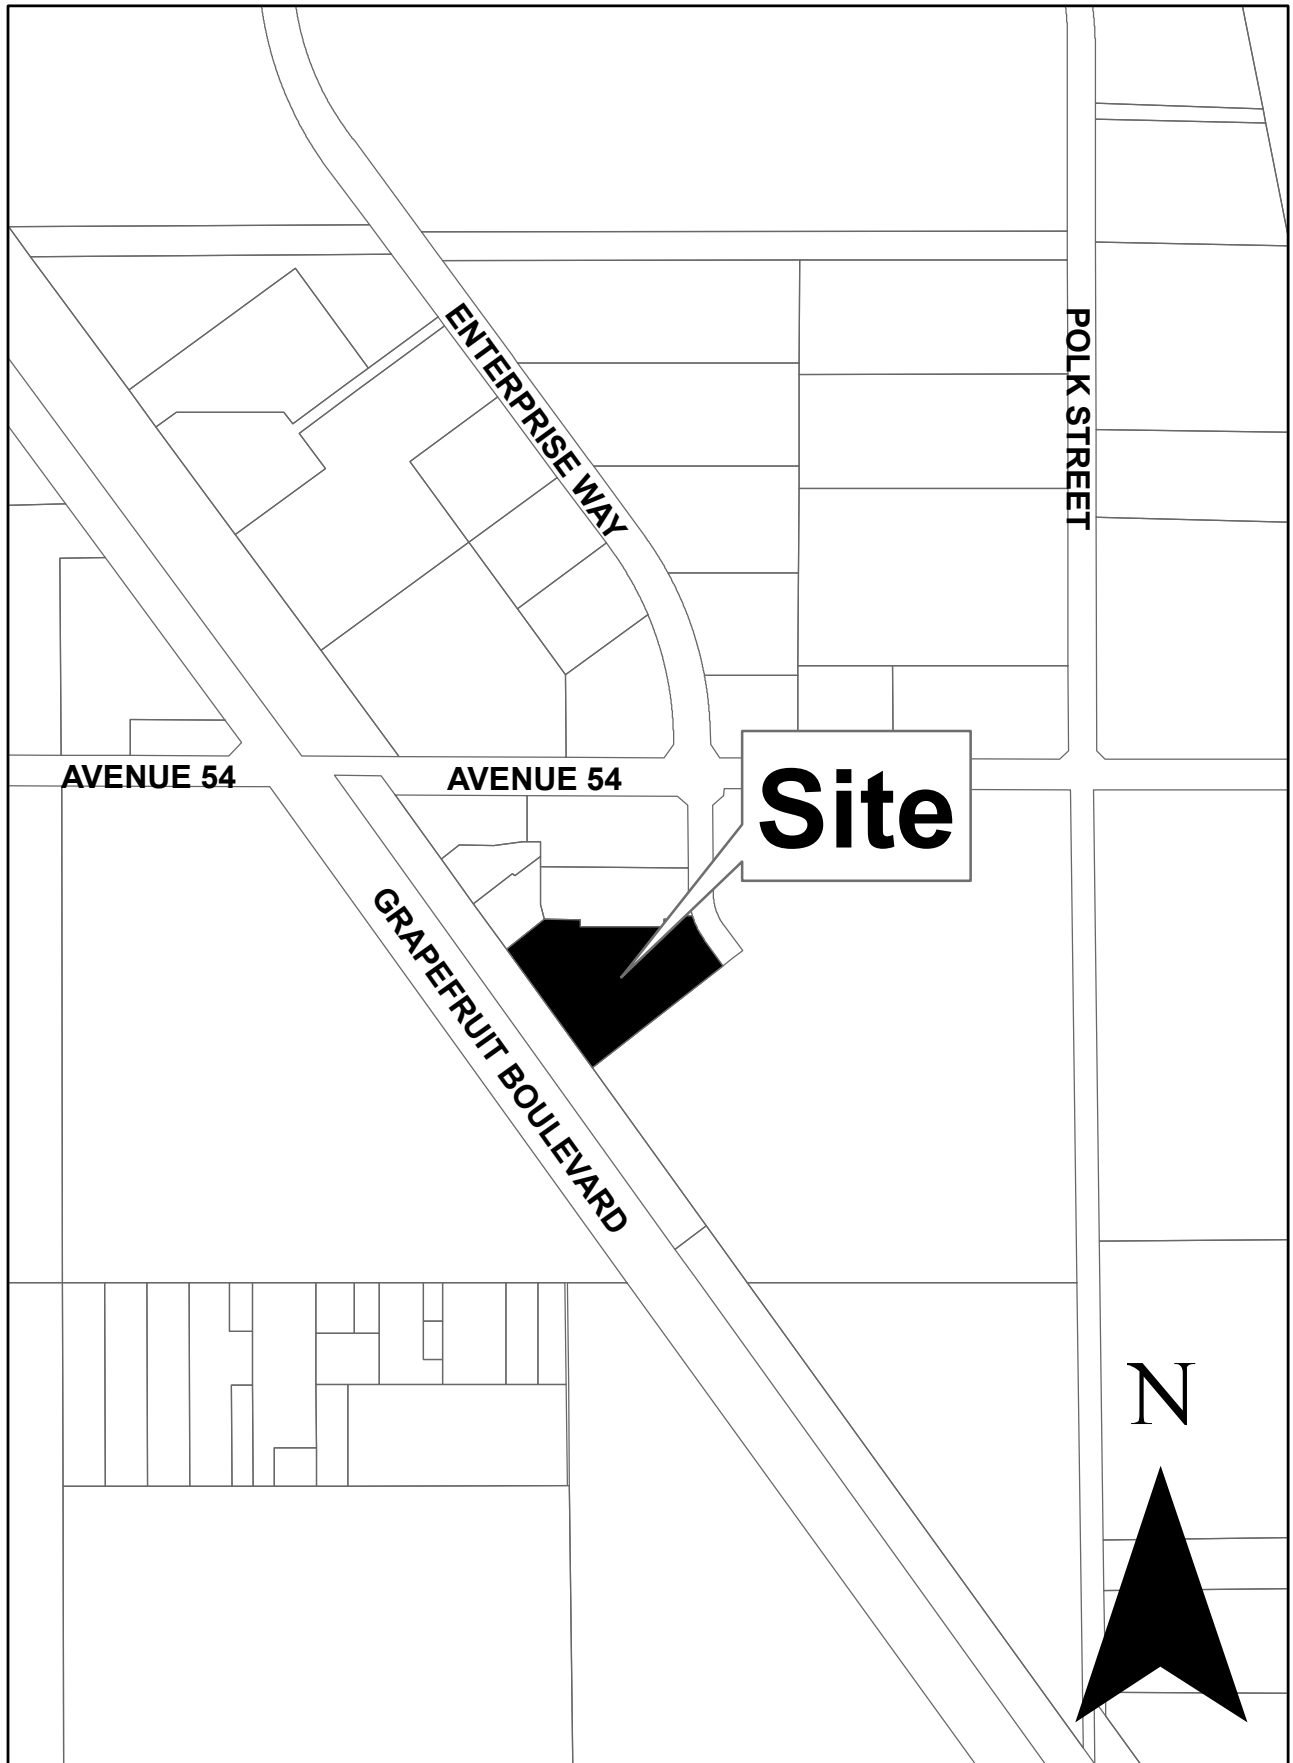 ENTERPRISE WAY
POLK STREET
AVENUE 54
AVENUE 54
Site
GRAPEFRUIT BOULEVARD
N